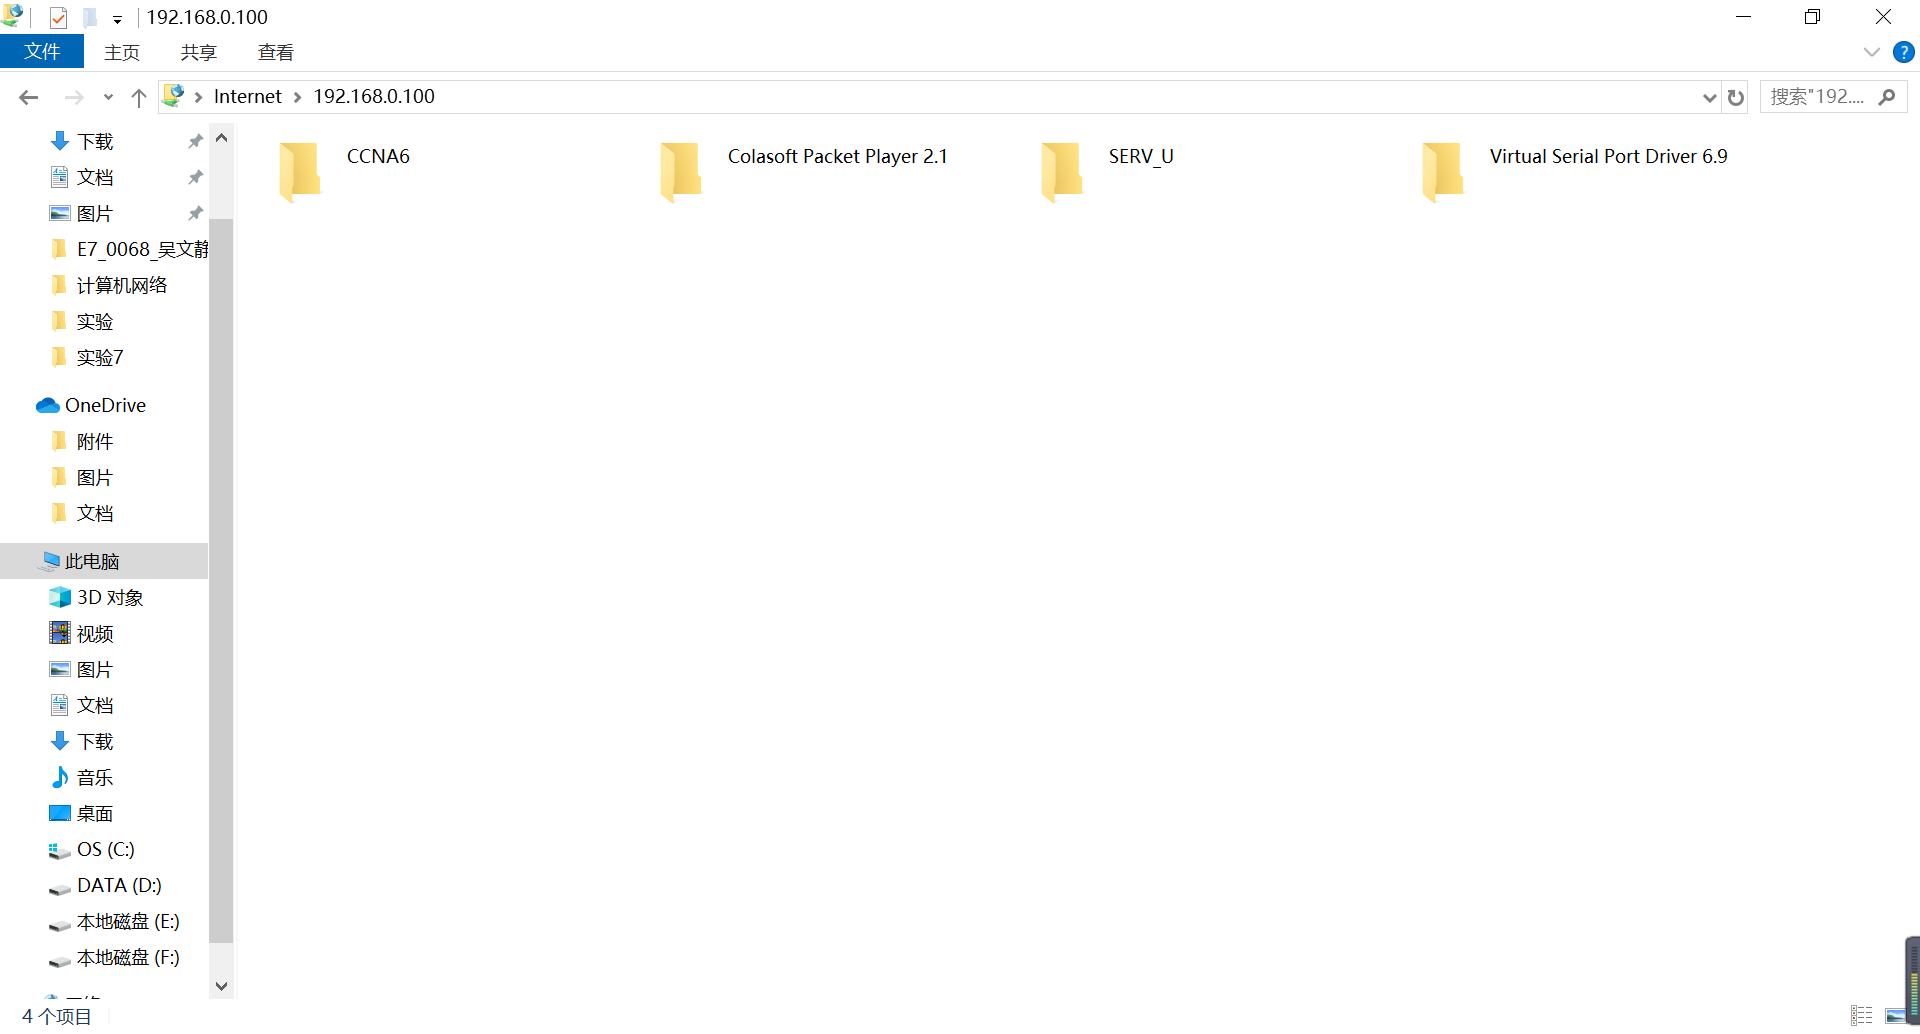 192.168.0.100
文件 主页 共享 查看
Internet 192.168.0.100 搜索"192....
下载
文档
图片
E7_0068_吴文静
计算机网络
实验
实验7
OneDrive
附件
图片
文档
此电脑
3D 对象
视频
图片
文档
下载
音乐
桌面
OS (C:)
DATA (D:)
本地磁盘 (E:)
本地磁盘 (F:)
CCNA6
Colasoft Packet Player 2.1
SERV_U
Virtual Serial Port Driver 6.9
4 个项目